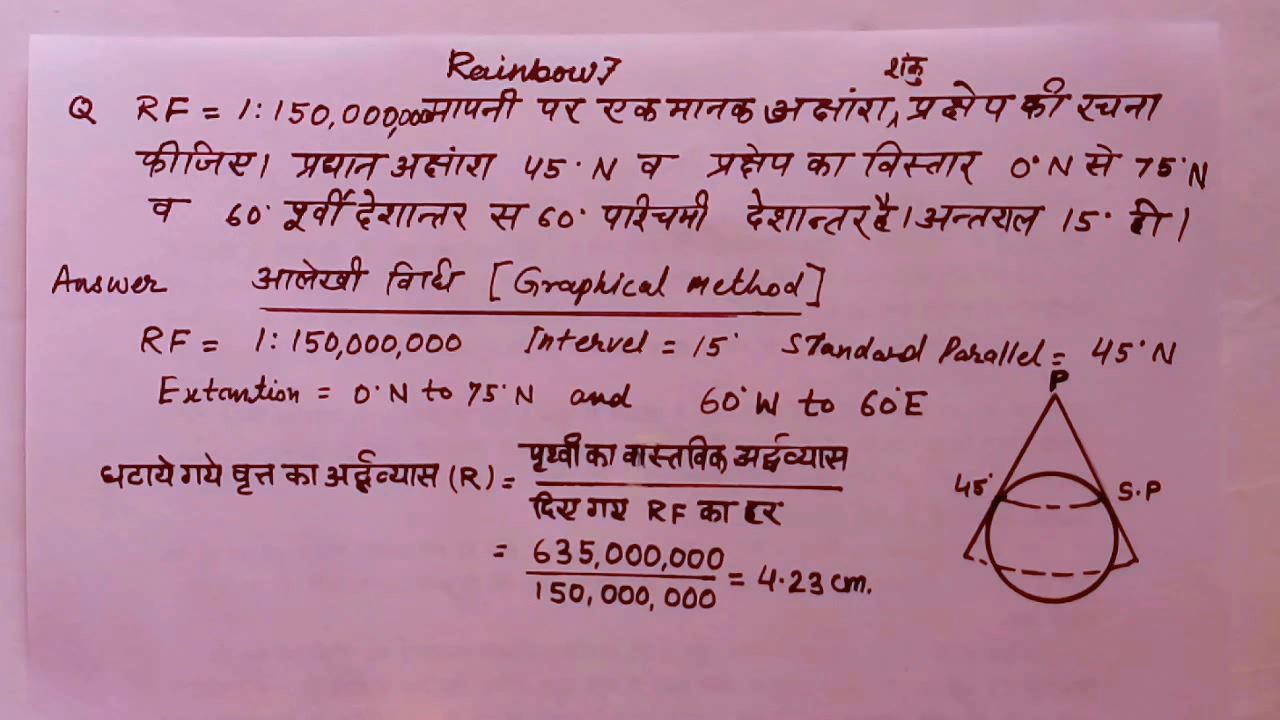 Rainbow7
शंकु
Q RF = 1:150,000,000 मापनी पर एक मानक अक्षांश प्रक्षेप की रचना
कीजिए। प्रधान अक्षांश 45°N व प्रक्षेप का विस्तार 0°N से 75°N
व 60° पूर्वी देशान्तर स 60° पश्चिमी देशान्तर है। अन्तराल 15° हो।
Answer आलेखी विधि [Graphical method]
RF = 1:150,000,000 Intervel = 15° Standard Parallel = 45°N
Extantion = 0°N to 75°N and 60°W to 60°E
P
घटाये गये वृत्त का अर्द्धव्यास (R) = पृथ्वी का वास्तविक अर्द्धव्यास
दिए गए RF का हर
45° S.P
= 635,000,000
150,000,000 = 4.23 cm.